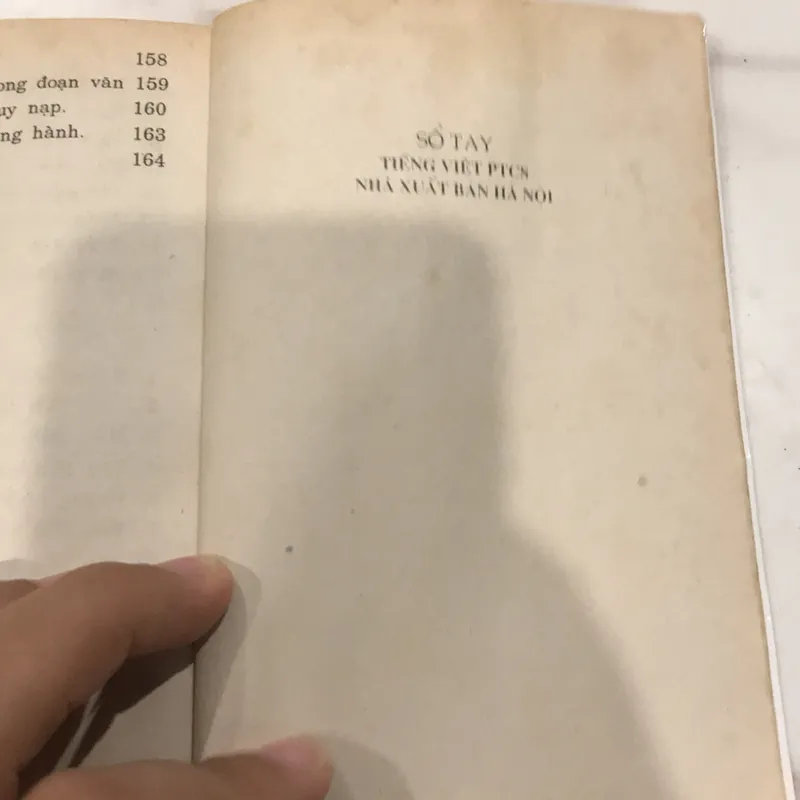 158
ong đoạn văn 159
uy nạp. 160
ng hành. 163
164
SỔ TAY
TIẾNG VIỆT PTCS
NHÀ XUẤT BẢN HÀ NỘI